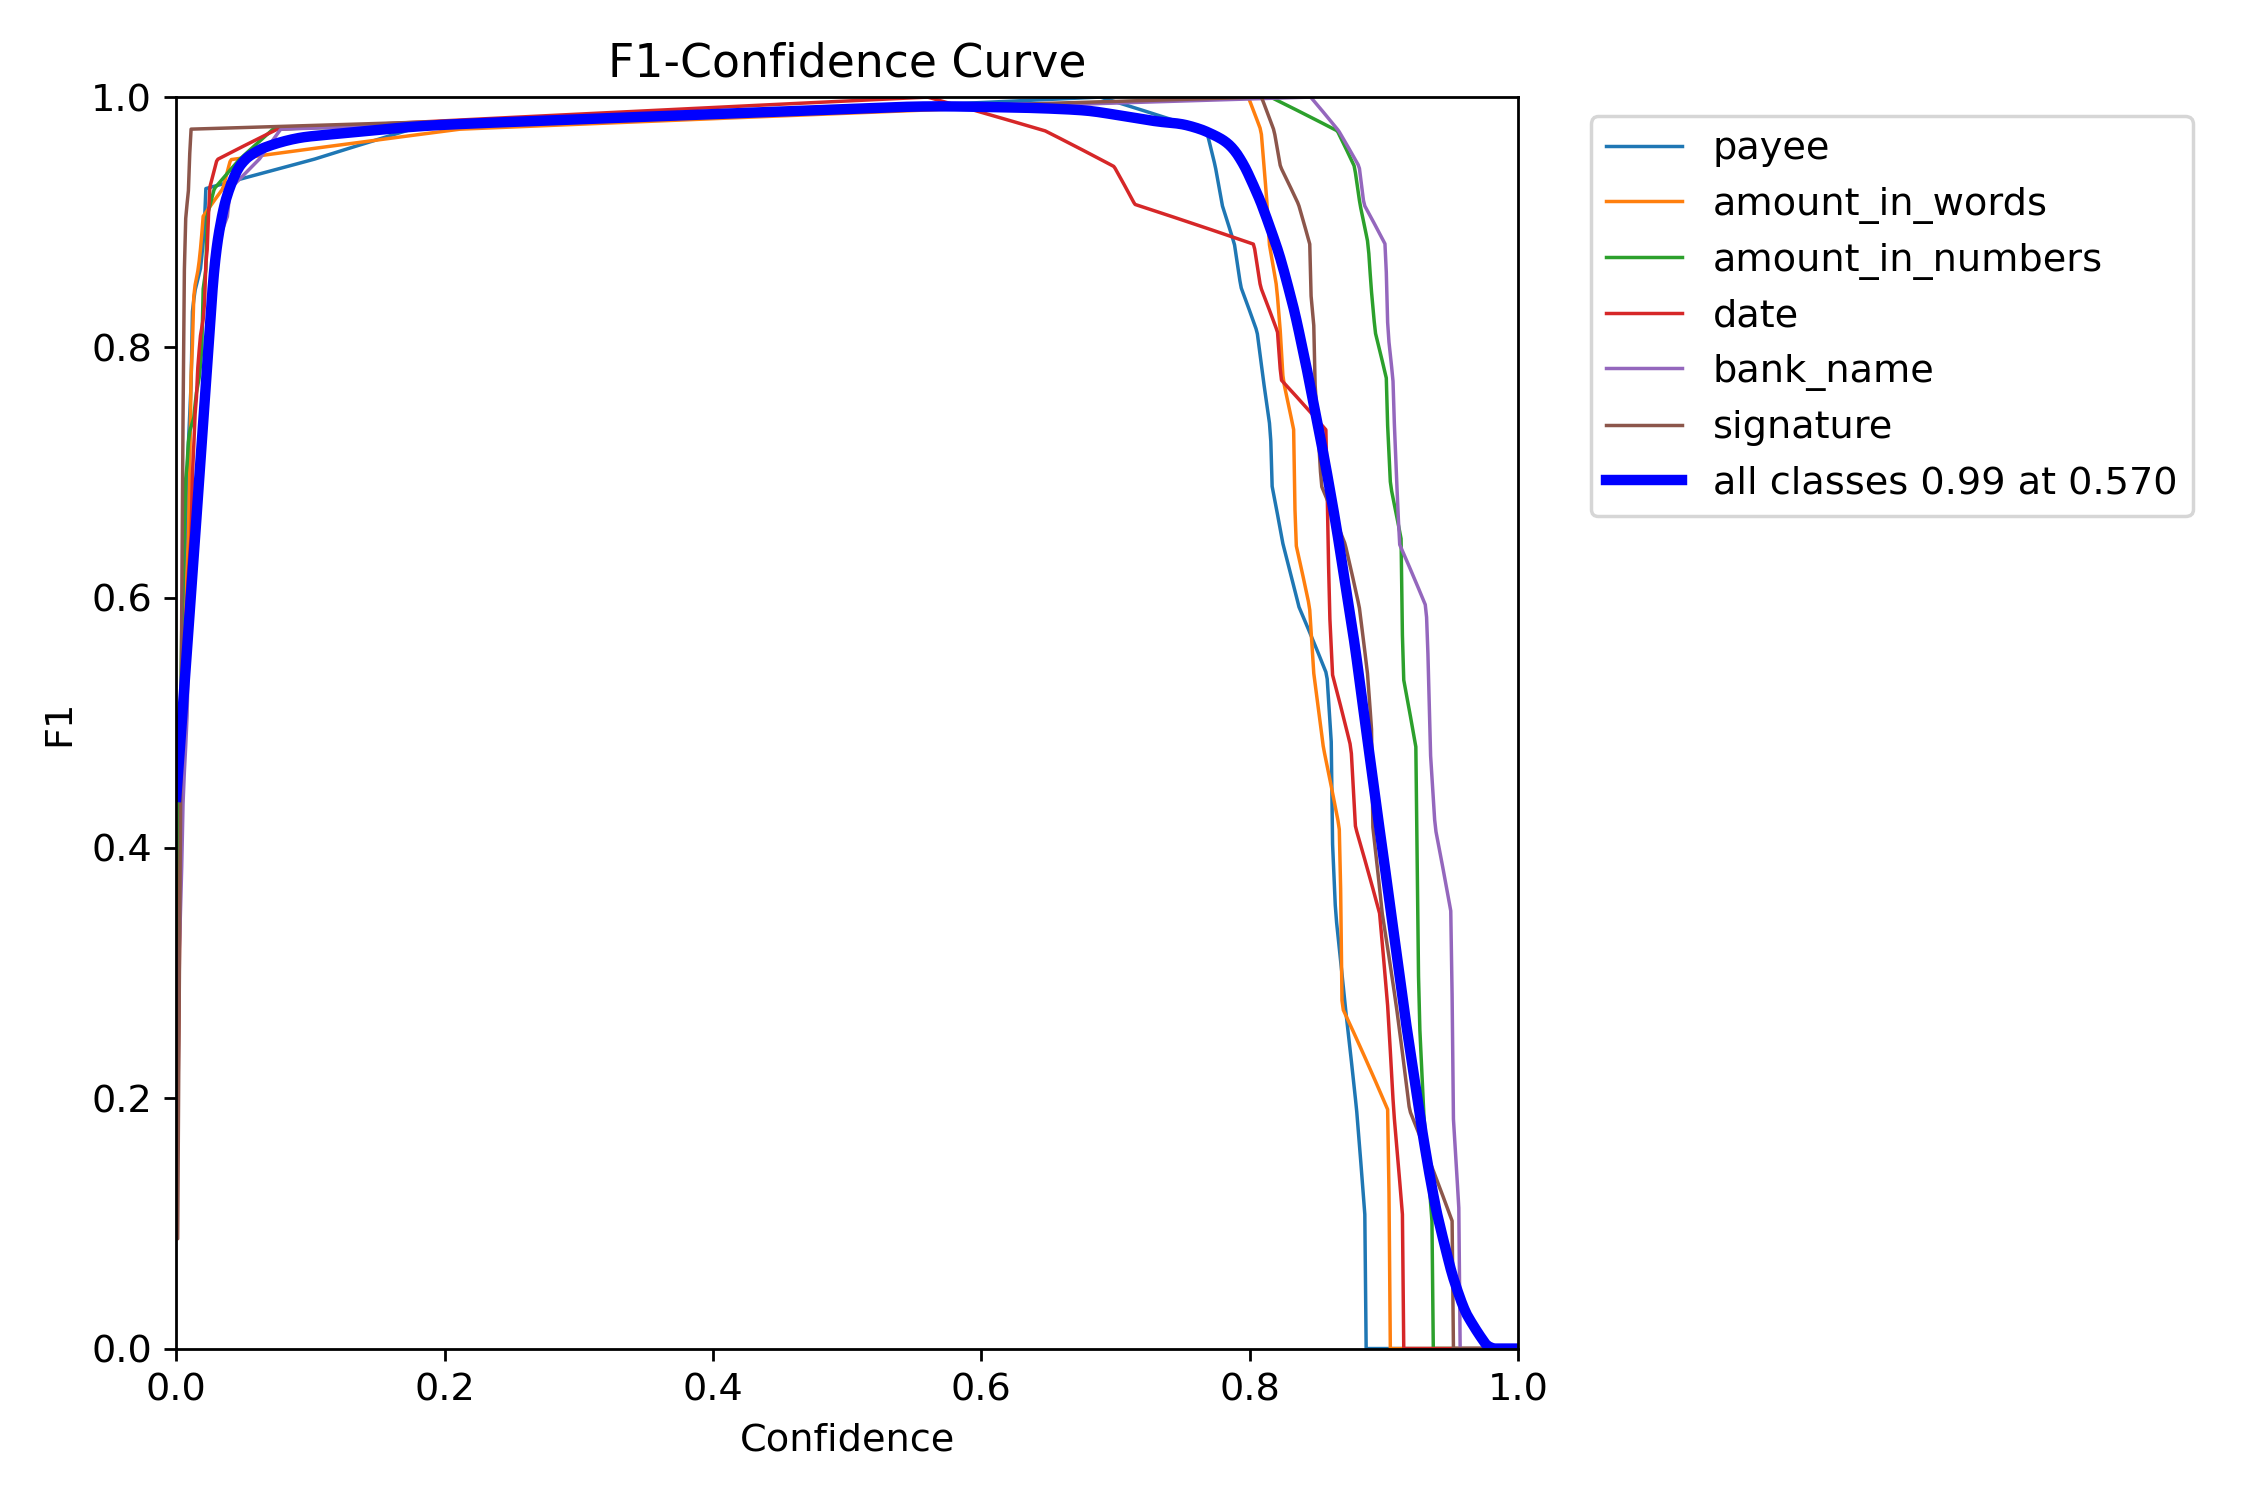 F1-Confidence Curve
1.0
0.8
0.6
0.4
0.2
0.0
F1
0.0 0.2 0.4 0.6 0.8 1.0
Confidence
payee
amount_in_words
amount_in_numbers
date
bank_name
signature
all classes 0.99 at 0.570